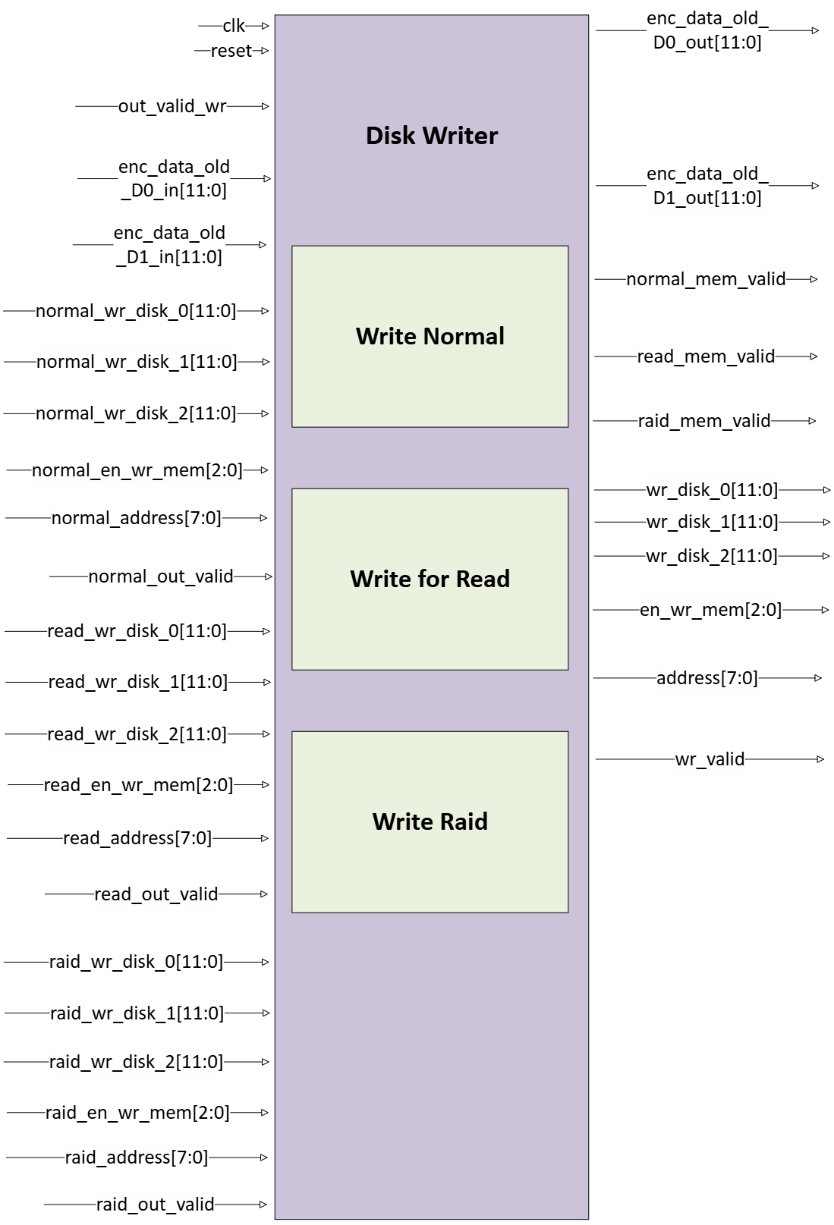 clk
reset
out_valid_wr
enc_data_old
_D0_in[11:0]
enc_data_old
_D1_in[11:0]
normal_wr_disk_0[11:0]
normal_wr_disk_1[11:0]
normal_wr_disk_2[11:0]
normal_en_wr_mem[2:0]
normal_address[7:0]
normal_out_valid
read_wr_disk_0[11:0]
read_wr_disk_1[11:0]
read_wr_disk_2[11:0]
read_en_wr_mem[2:0]
read_address[7:0]
read_out_valid
raid_wr_disk_0[11:0]
raid_wr_disk_1[11:0]
raid_wr_disk_2[11:0]
raid_en_wr_mem[2:0]
raid_address[7:0]
raid_out_valid
Disk Writer
Write Normal
Write for Read
Write Raid
enc_data_old_
D0_out[11:0]
enc_data_old_
D1_out[11:0]
normal_mem_valid
read_mem_valid
raid_mem_valid
wr_disk_0[11:0]
wr_disk_1[11:0]
wr_disk_2[11:0]
en_wr_mem[2:0]
address[7:0]
wr_valid